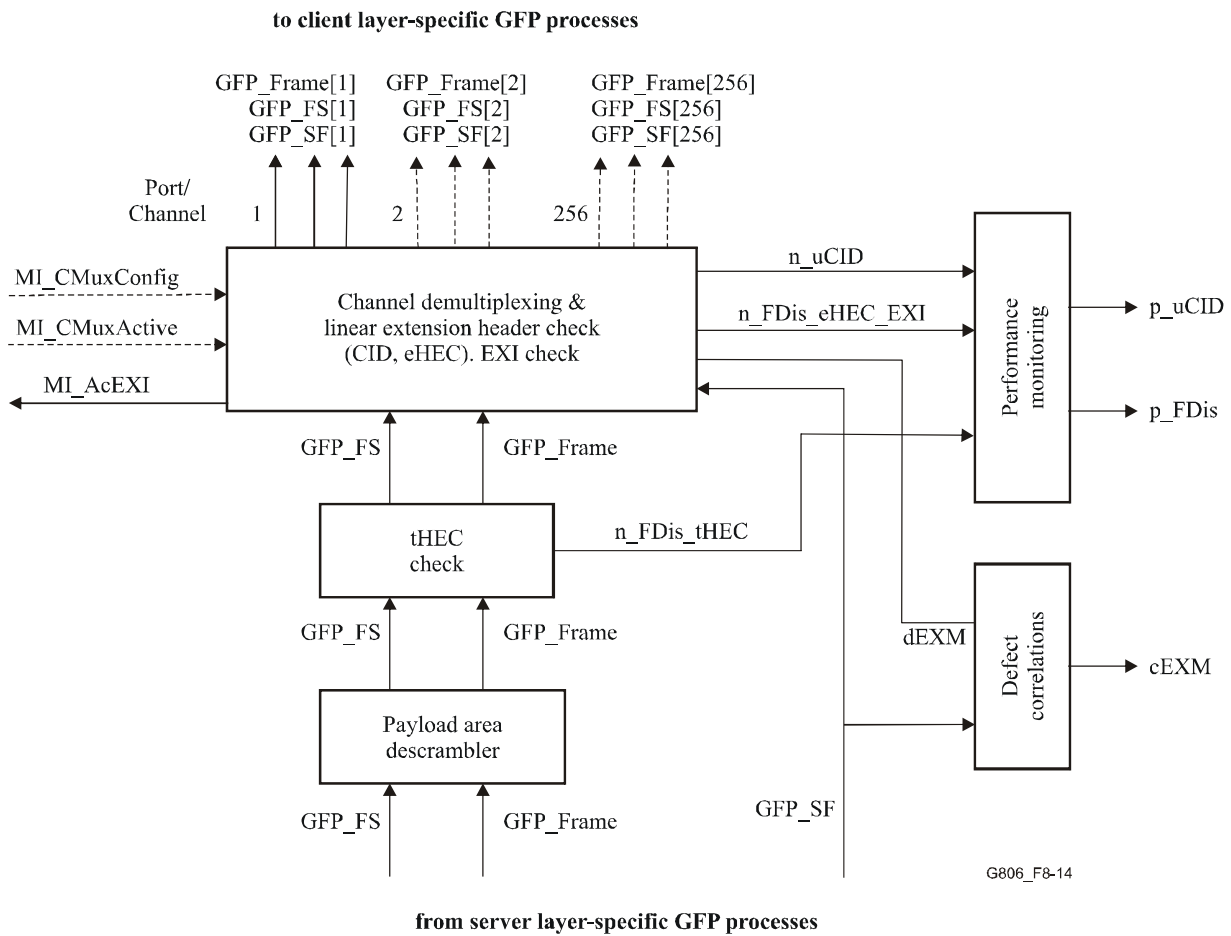 to client layer-specific GFP processes
GFP_Frame[1]
GFP_FS[1]
GFP_SF[1]
GFP_Frame[2]
GFP_FS[2]
GFP_SF[2]
GFP_Frame[256]
GFP_FS[256]
GFP_SF[256]
Port/
Channel
1
2
256
MI_CMuxConfig
MI_CMuxActive
MI_AcEXI
Channel demultiplexing &
linear extension header check
(CID, eHEC). EXI check
n_uCID
n_FDis_eHEC_EXI
Performance
monitoring
p_uCID
p_FDis
GFP_FS
GFP_Frame
tHEC
check
n_FDis_tHEC
GFP_FS
GFP_Frame
dEXM
Defect
correlations
cEXM
Payload area
descrambler
GFP_FS
GFP_Frame
GFP_SF
G806_F8-14
from server layer-specific GFP processes